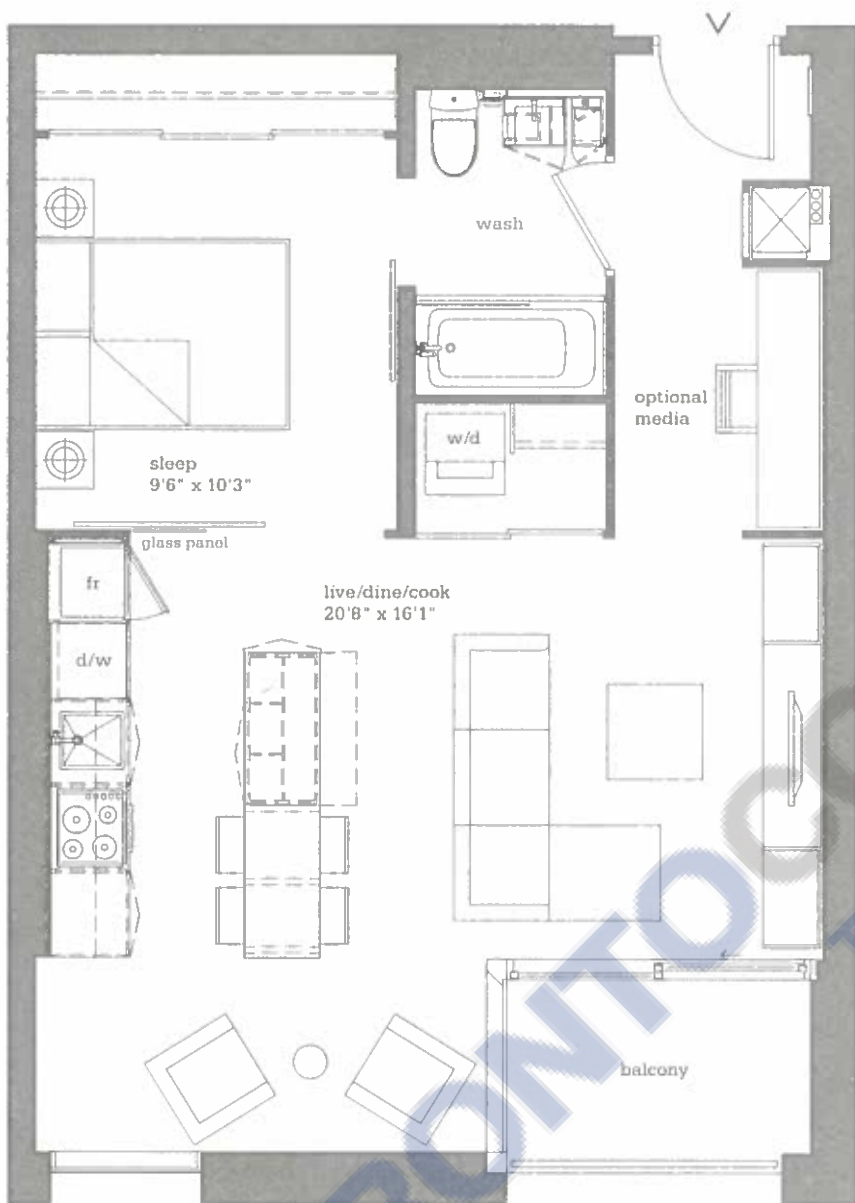 wash
optional
media
w/d
sleep
9'6" x 10'3"
glass panel
fr
live/dine/cook
20'8" x 16'1"
d/w
balcony